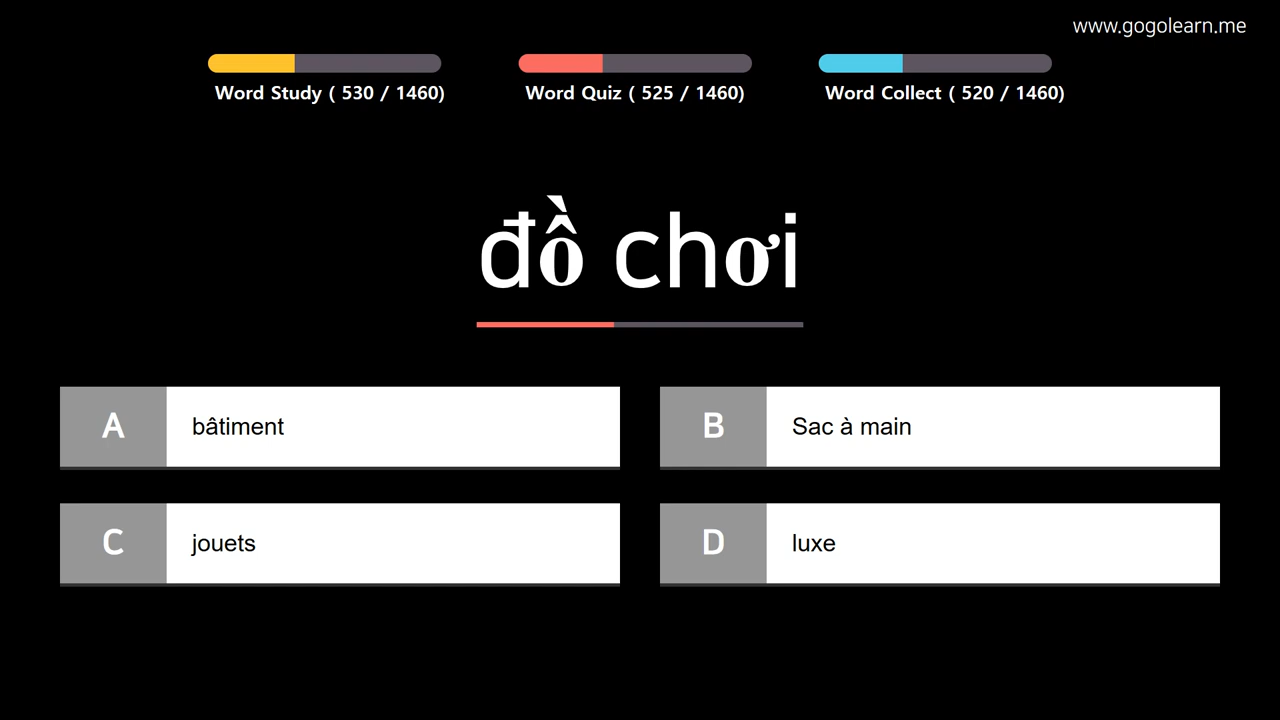 www.gogolearn.me
Word Study ( 530 / 1460)
Word Quiz ( 525 / 1460)
Word Collect ( 520 / 1460)
đồ chơi
A bâtiment
B Sac à main
C jouets
D luxe